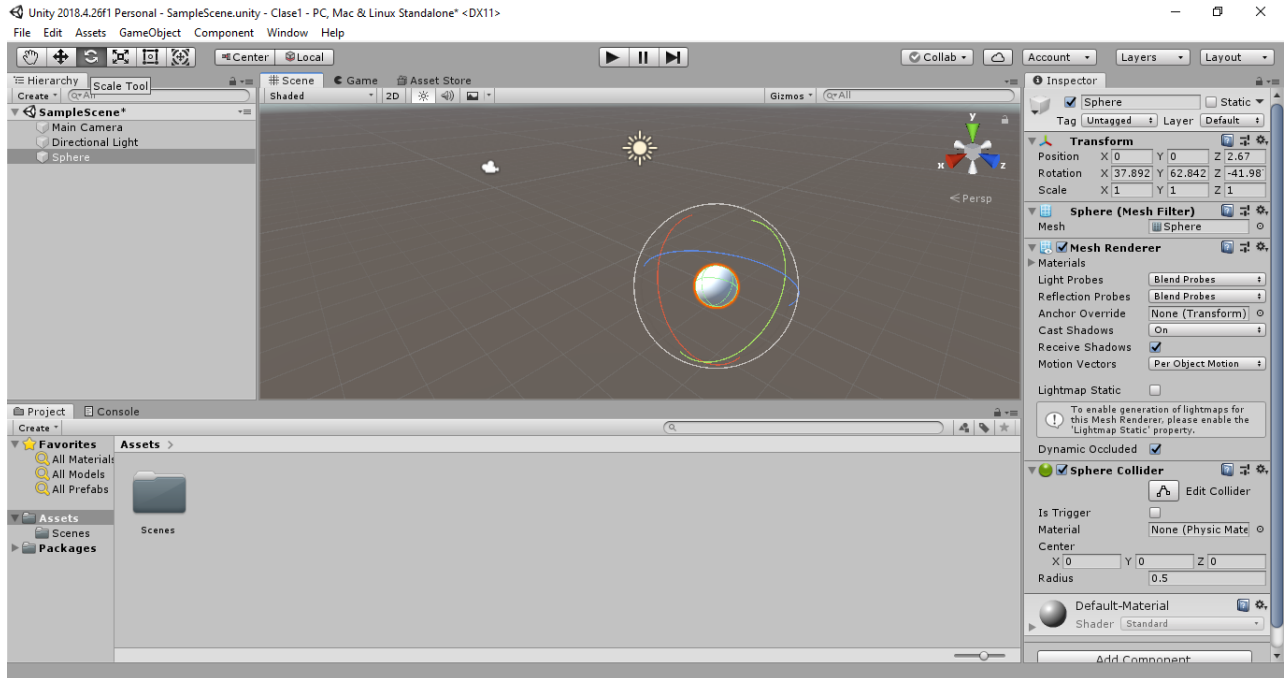 Unity 2018.4.26f1 Personal - SampleScene.unity - Clase1 - PC, Mac & Linux Standalone* <DX11>
File Edit Assets GameObject Component Window Help
Center Local Collab Account Layers Layout
Hierarchy
Scale Tool
Create
SampleScene*
Main Camera
Directional Light
Sphere
Scene Game Asset Store
Shaded 2D Gizmos All
y
x
z
Persp
Inspector
Sphere Static
Tag Untagged Layer Default
Transform
Position X 0 Y 0 Z 2.67
Rotation X 37.892 Y 62.842 Z -41.98
Scale X 1 Y 1 Z 1
Sphere (Mesh Filter)
Mesh Sphere
Mesh Renderer
Materials
Light Probes Blend Probes
Reflection Probes Blend Probes
Anchor Override None (Transform)
Cast Shadows On
Receive Shadows
Motion Vectors Per Object Motion
Lightmap Static
To enable generation of lightmaps for
this Mesh Renderer, please enable the
'Lightmap Static' property.
Dynamic Occluded
Sphere Collider
Edit Collider
Is Trigger
Material None (Physic Mate
Center
X 0 Y 0 Z 0
Radius 0.5
Default-Material
Shader Standard
Add Component
Project Console
Create
Favorites
All Materials
All Models
All Prefabs
Assets
Scenes
Packages
Assets >
Scenes